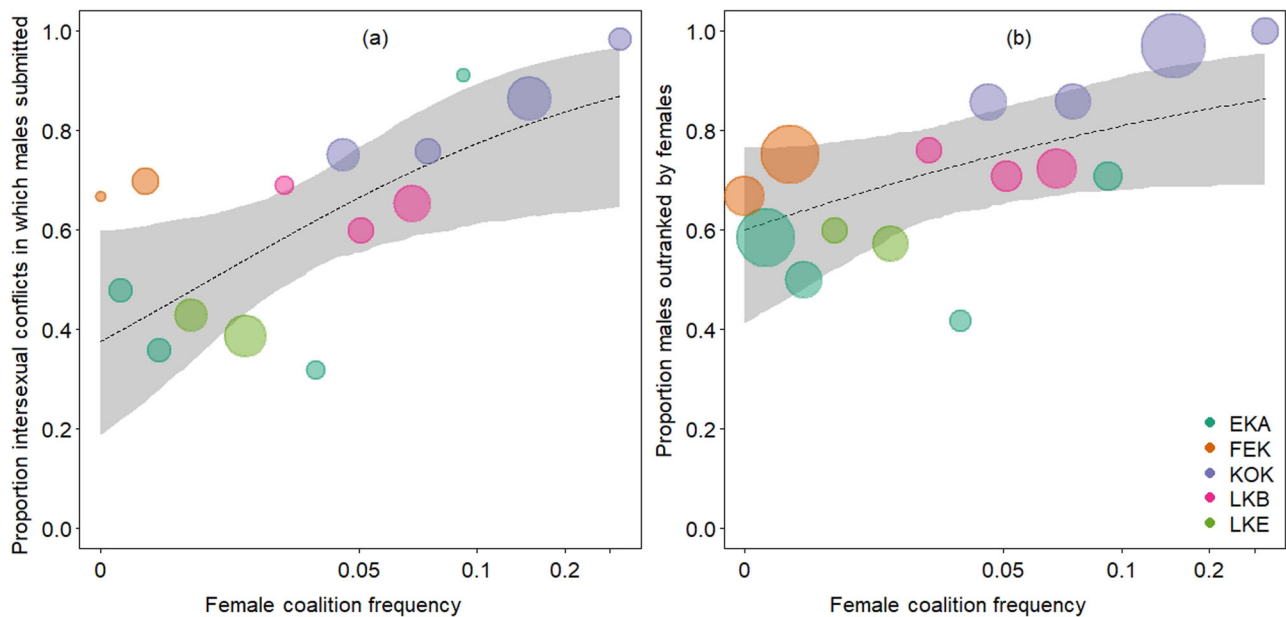 (a)
Proportion intersexual conflicts in which males submitted
1.0
0.8
0.6
0.4
0.2
0.0
0 0.05 0.1 0.2
Female coalition frequency
(b)
Proportion males outranked by females
1.0
0.8
0.6
0.4
0.2
0.0
0 0.05 0.1 0.2
Female coalition frequency
EKA
FEK
KOK
LKB
LKE